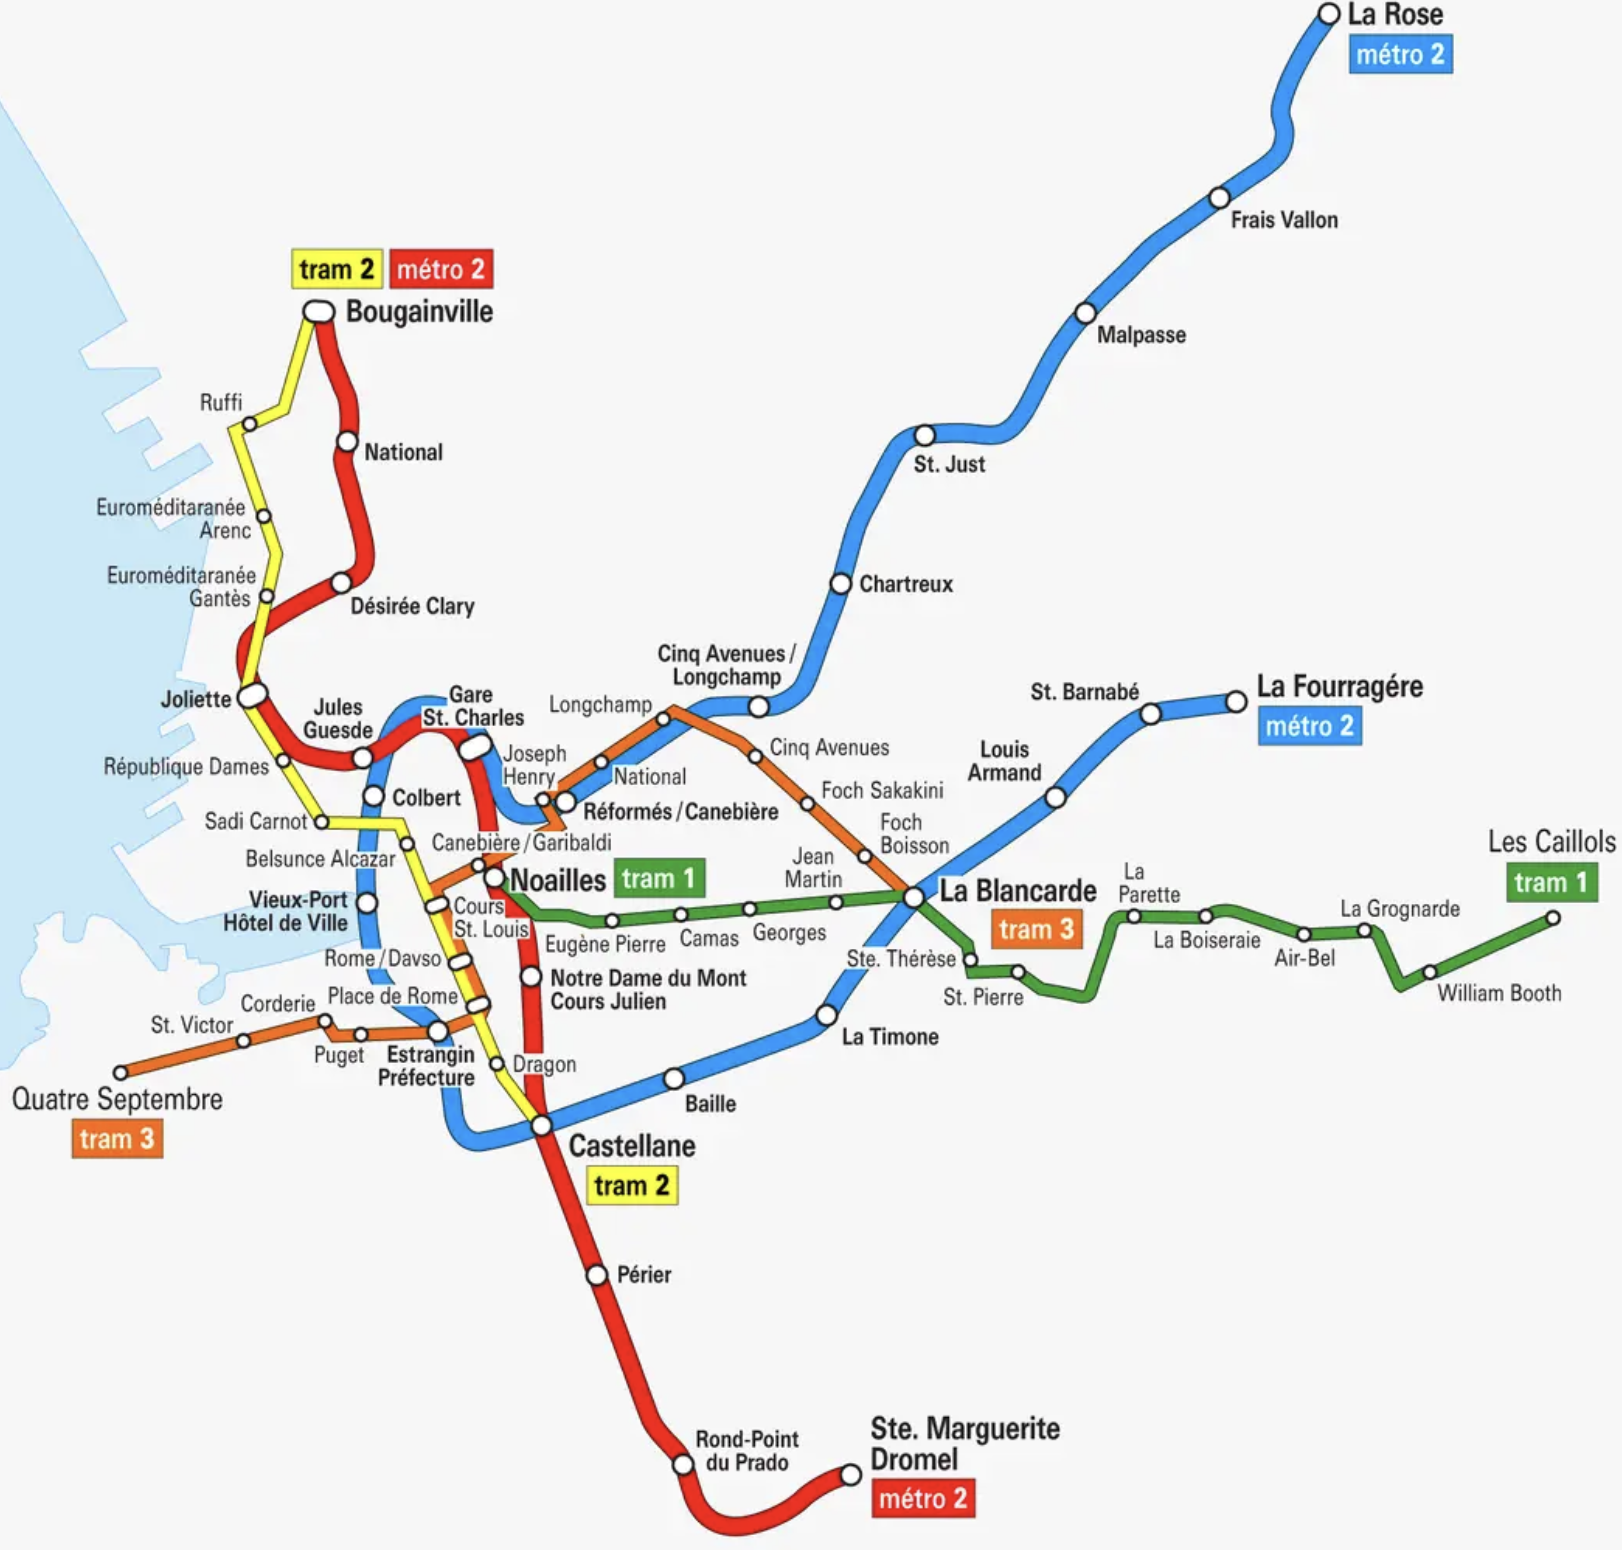 La Rose
métro 2
Frais Vallon
tram 2
métro 2
Bougainville
Malpasse
Ruffi
National
St. Just
Euroméditaranée
Arenc
Euroméditaranée
Gantès
Désirée Clary
Chartreux
Cinq Avenues /
Longchamp
Joliette
Jules
Guesde
Gare
St. Charles
Longchamp
St. Barnabé
La Fourragére
métro 2
République Dames
Joseph
Henry
National
Cinq Avenues
Louis
Armand
Colbert
Réformés / Canebière
Foch Sakakini
Sadi Carnot
Foch
Boisson
Canebière / Garibaldi
Belsunce Alcazar
Les Caillols
tram 1
Noailles
tram 1
Jean
Martin
La Blancarde
tram 3
La
Parette
Vieux-Port
Hôtel de Ville
Cours
St. Louis
Eugène Pierre
Camas
Georges
La Boiseraie
La Grognarde
Air-Bel
Rome / Davso
Ste. Thérèse
Notre Dame du Mont
Cours Julien
St. Pierre
William Booth
Corderie
Place de Rome
St. Victor
Puget
Estrangin
Préfecture
La Timone
Dragon
Quatre Septembre
tram 3
Baille
Castellane
tram 2
Périer
Rond-Point
du Prado
Ste. Marguerite
Dromel
métro 2